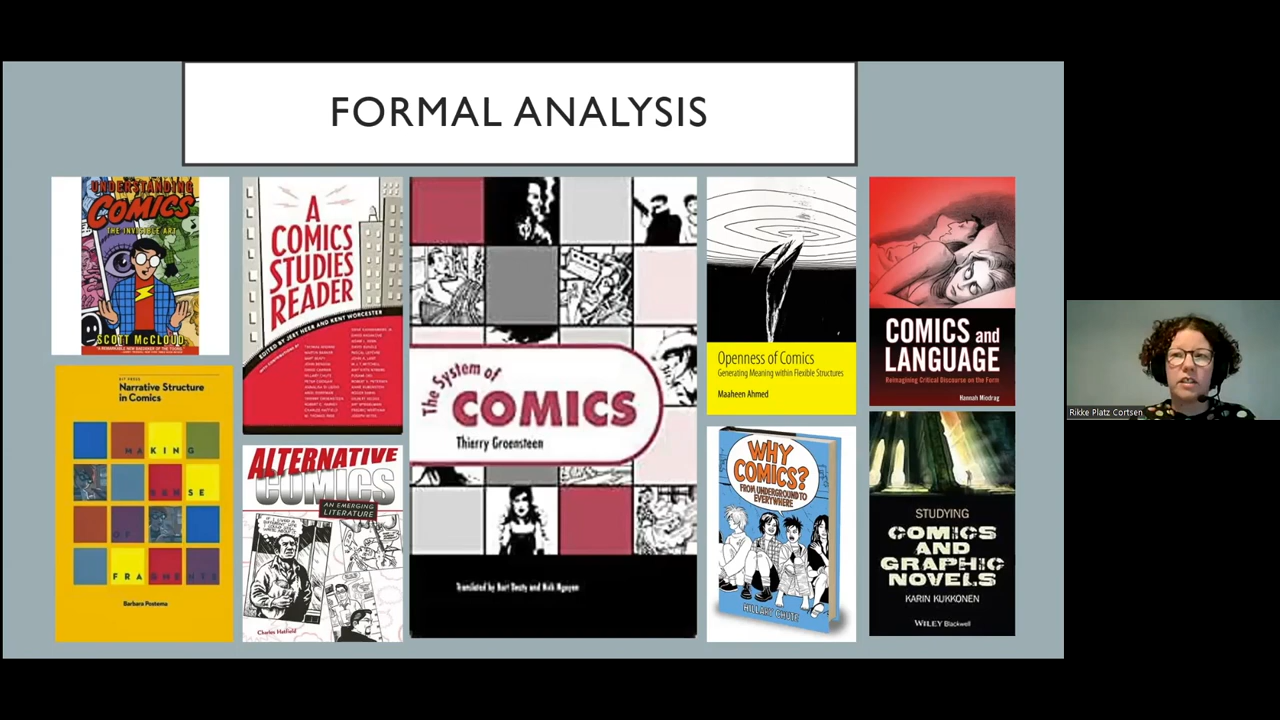 FORMAL ANALYSIS
UNDERSTANDING
COMICS
THE INVISIBLE ART
SCOTT McCLOUD
A
COMICS
STUDIES
READER
EDITED BY JEET HEER AND KENT WORCESTER
The System of
COMICS
Thierry Groensteen
Translated by Bart Beaty and Nick Nguyen
Openness of Comics
Generating Meaning within Flexible Structures
Maaheen Ahmed
COMICS and
LANGUAGE
Reimagining Critical Discourse on the Form
Hannah Miodrag
Narrative Structure
in Comics
MAKING
SENSE
OF
FRAGMENTS
Barbara Postema
ALTERNATIVE
COMICS
AN EMERGING
LITERATURE
Charles Hatfield
WHY
COMICS?
FROM UNDERGROUND TO
EVERYWHERE
HILLARY CHUTE
STUDYING
COMICS
AND
GRAPHIC
NOVELS
KARIN KUKKONEN
WILEY Blackwell
Rikke Platz Cortsen